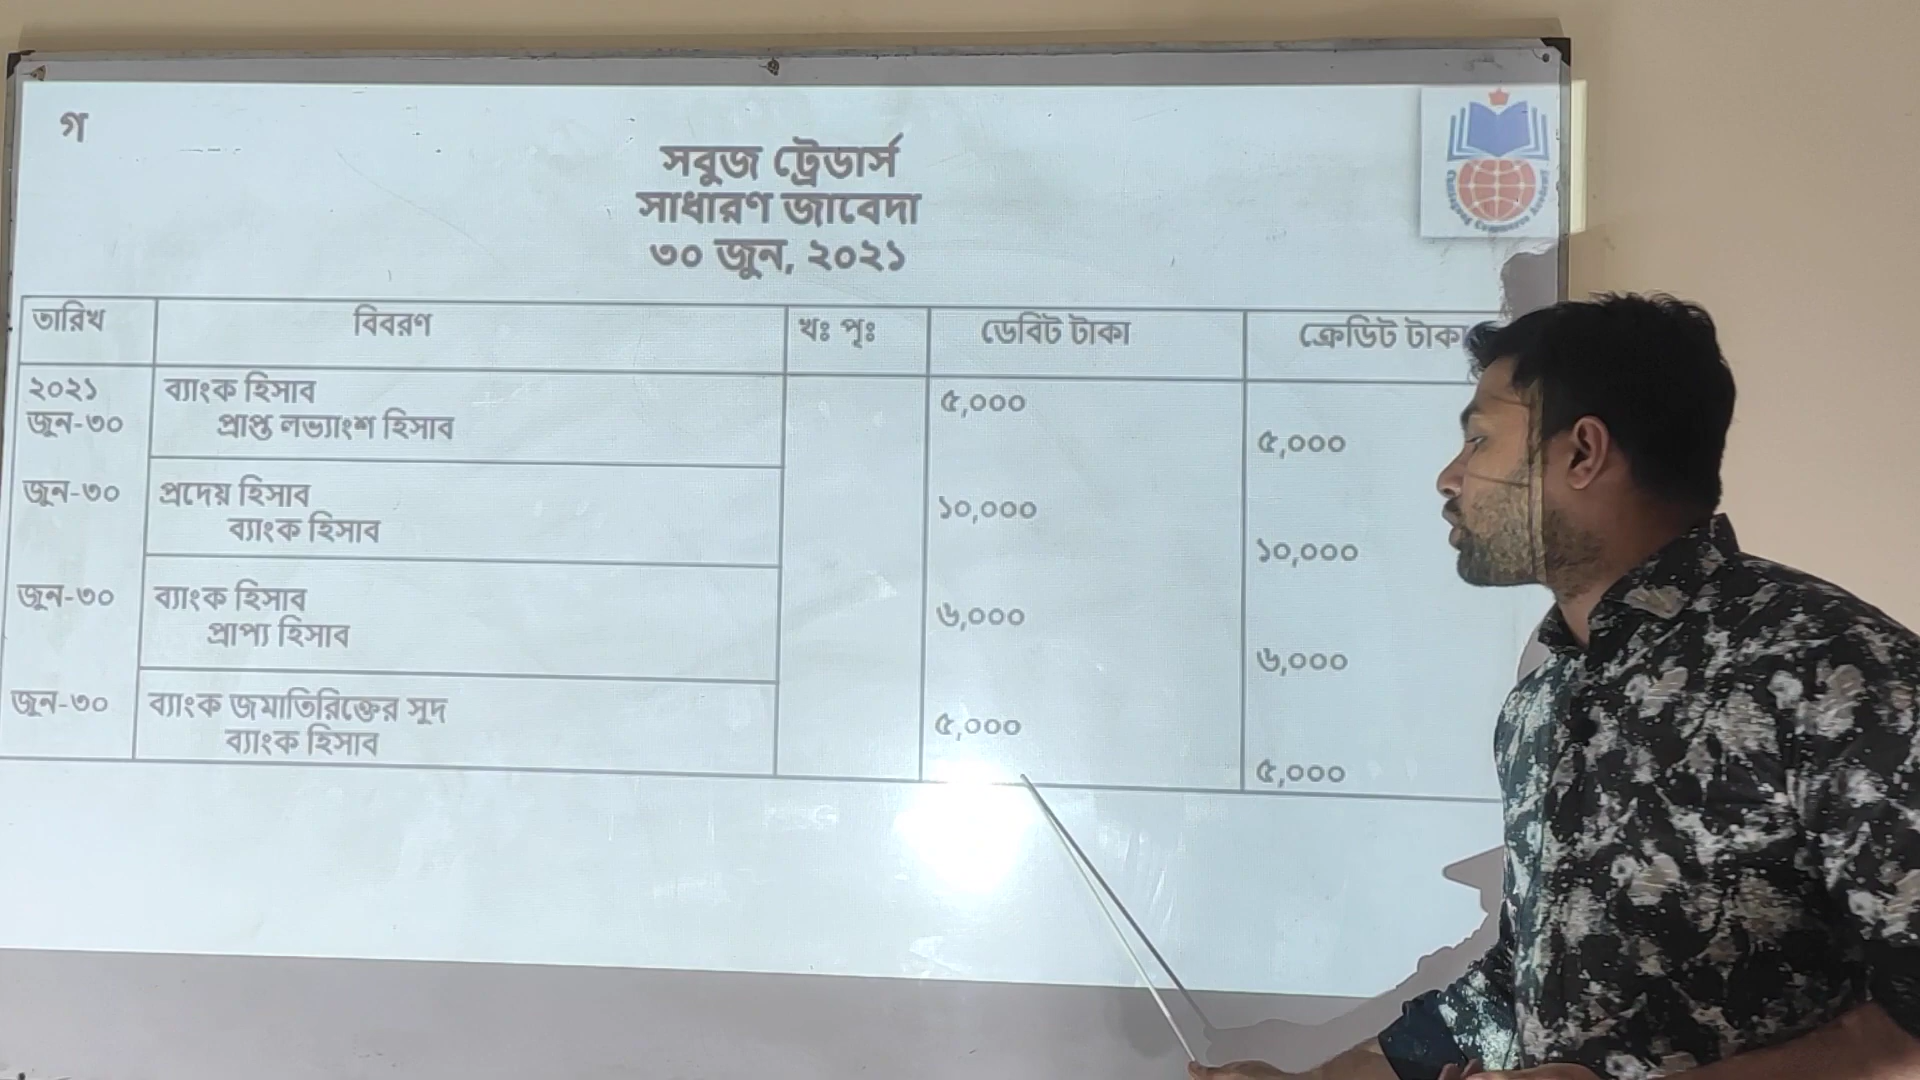 গ
সবুজ ট্রেডার্স
সাধারণ জাবেদা
৩০ জুন, ২০২১
তারিখ বিবরণ খঃ পৃঃ ডেবিট টাকা ক্রেডিট টাকা
২০২১ ব্যাংক হিসাব ৫,০০০
জুন-৩০ প্রাপ্ত লভ্যাংশ হিসাব ৫,০০০
জুন-৩০ প্রদেয় হিসাব ১০,০০০
ব্যাংক হিসাব ১০,০০০
জুন-৩০ ব্যাংক হিসাব ৬,০০০
প্রাপ্য হিসাব ৬,০০০
জুন-৩০ ব্যাংক জমাতিরিক্তের সুদ ৫,০০০
ব্যাংক হিসাব ৫,০০০